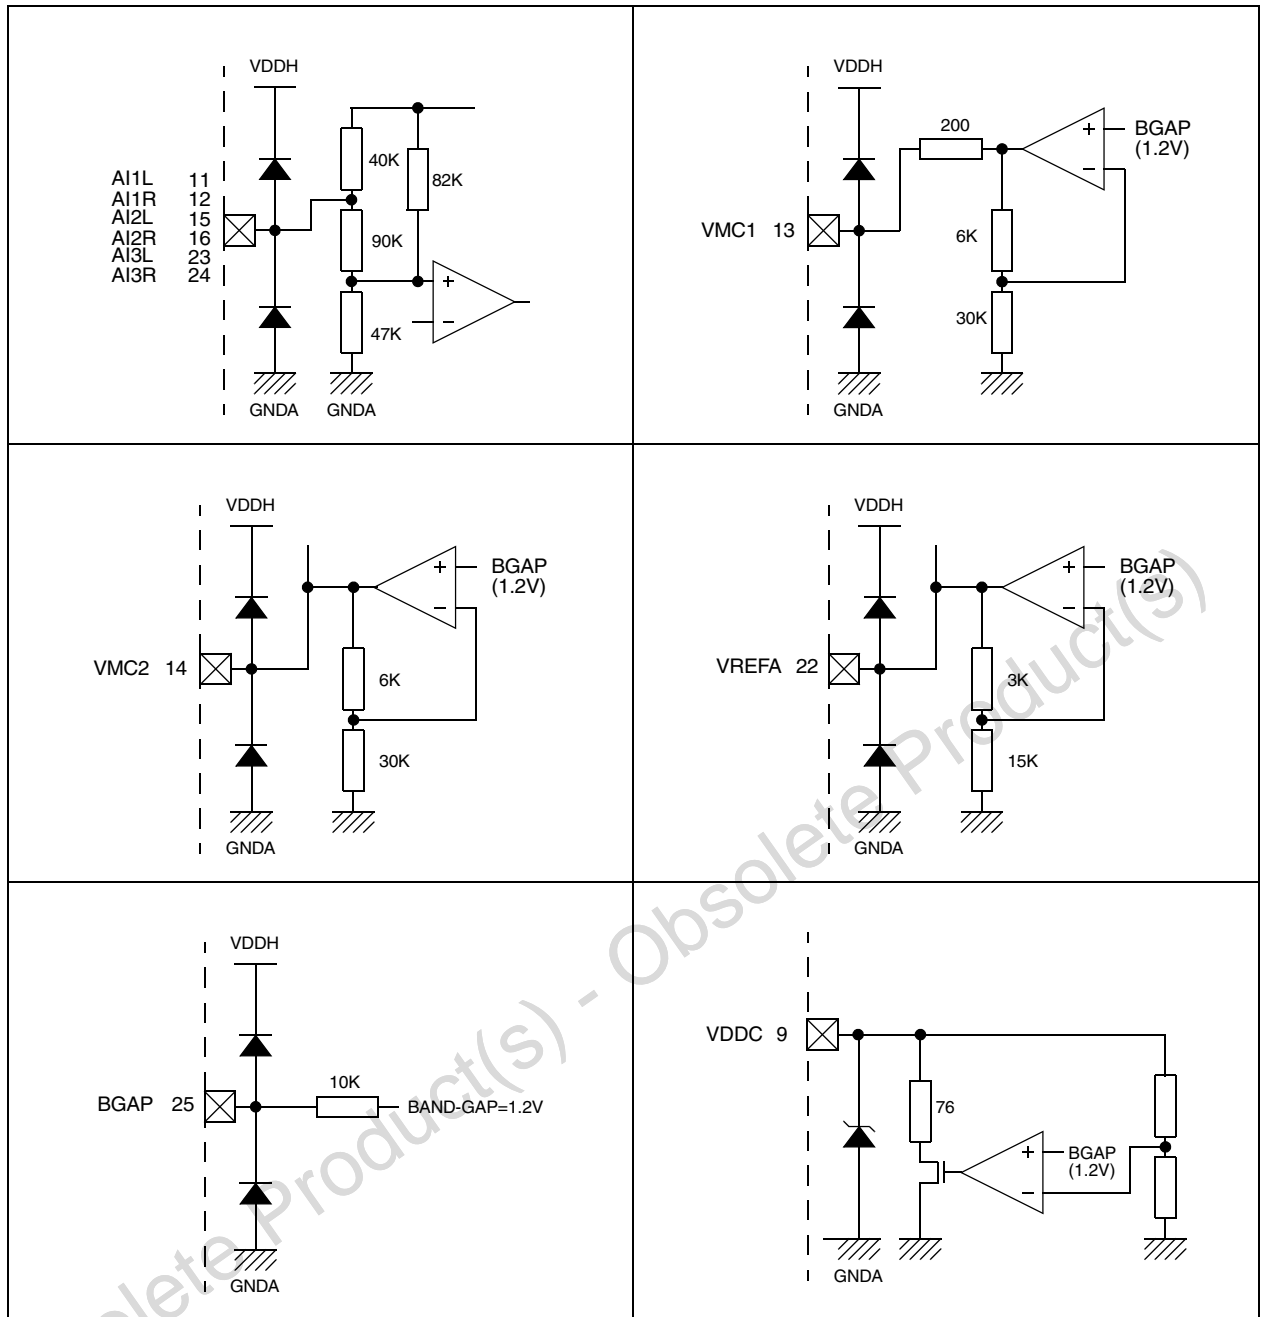 VDDH
40K
82K
AI1L 11
AI1R 12
AI2L 15
AI2R 16
AI3L 23
AI3R 24
90K
+
−
47K
GNDA GNDA
VDDH
200
+
BGAP
(1.2V)
−
VMC1 13
6K
30K
GNDA
VDDH
+
BGAP
(1.2V)
−
VMC2 14
6K
30K
GNDA
VDDH
+
BGAP
(1.2V)
−
VREFA 22
3K
15K
GNDA
VDDH
10K
BGAP 25
BAND-GAP=1.2V
GNDA
VDDC 9
76
+
BGAP
(1.2V)
−
GNDA
olete Product(s) - Obsolete Product(s)